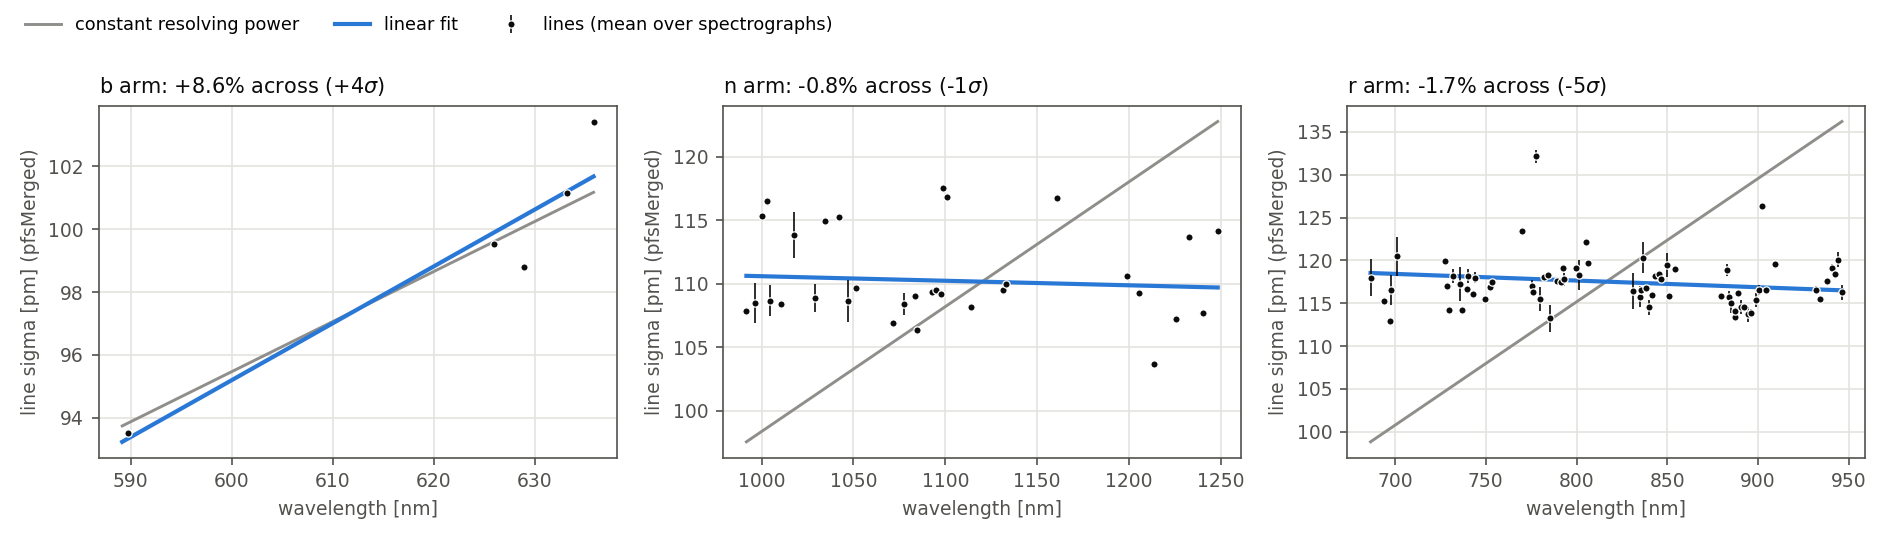 constant resolving power
linear fit
lines (mean over spectrographs)
b arm: +8.6% across (+4σ)
line sigma [pm] (pfsMerged)
102
100
98
96
94
590
600
610
620
630
wavelength [nm]
n arm: -0.8% across (-1σ)
line sigma [pm] (pfsMerged)
120
115
110
105
100
1000
1050
1100
1150
1200
1250
wavelength [nm]
r arm: -1.7% across (-5σ)
line sigma [pm] (pfsMerged)
135
130
125
120
115
110
105
100
700
750
800
850
900
950
wavelength [nm]